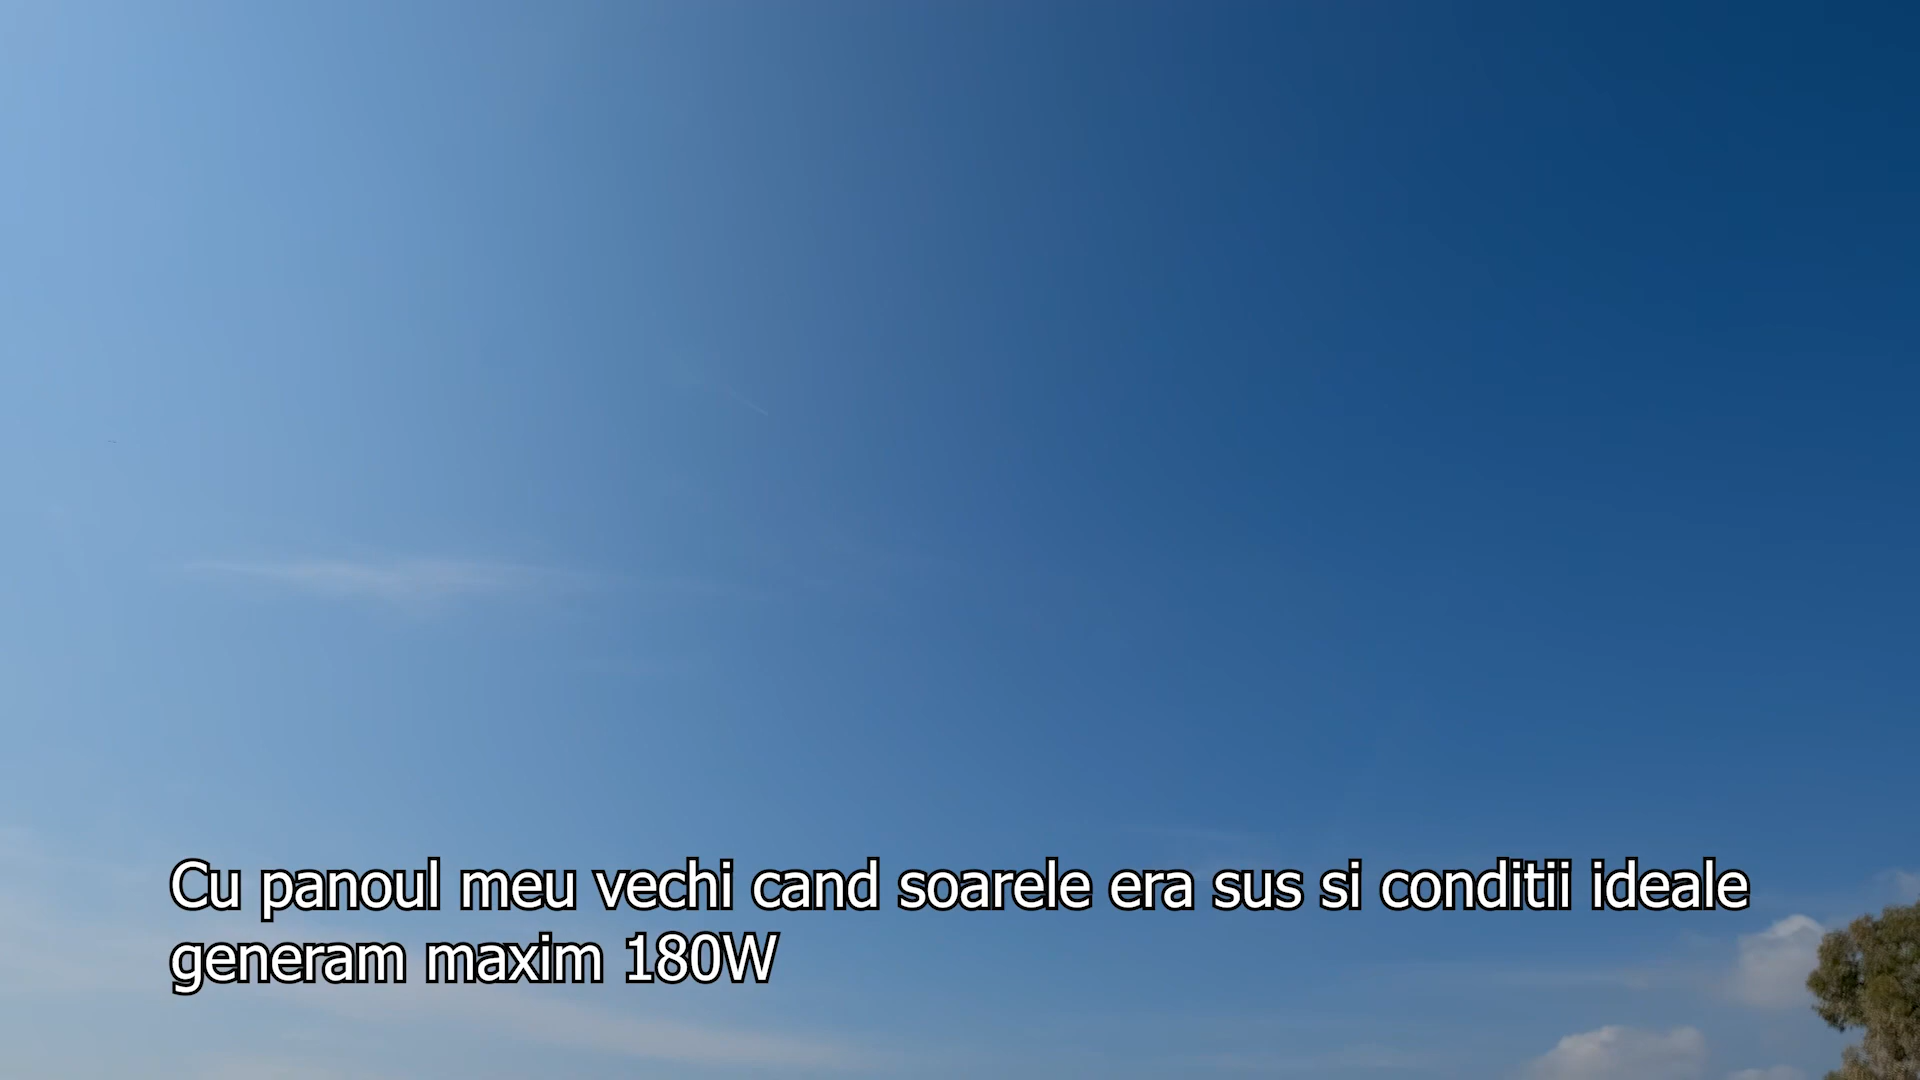 Cu panoul meu vechi cand soarele era sus si conditii ideale
generam maxim 180W